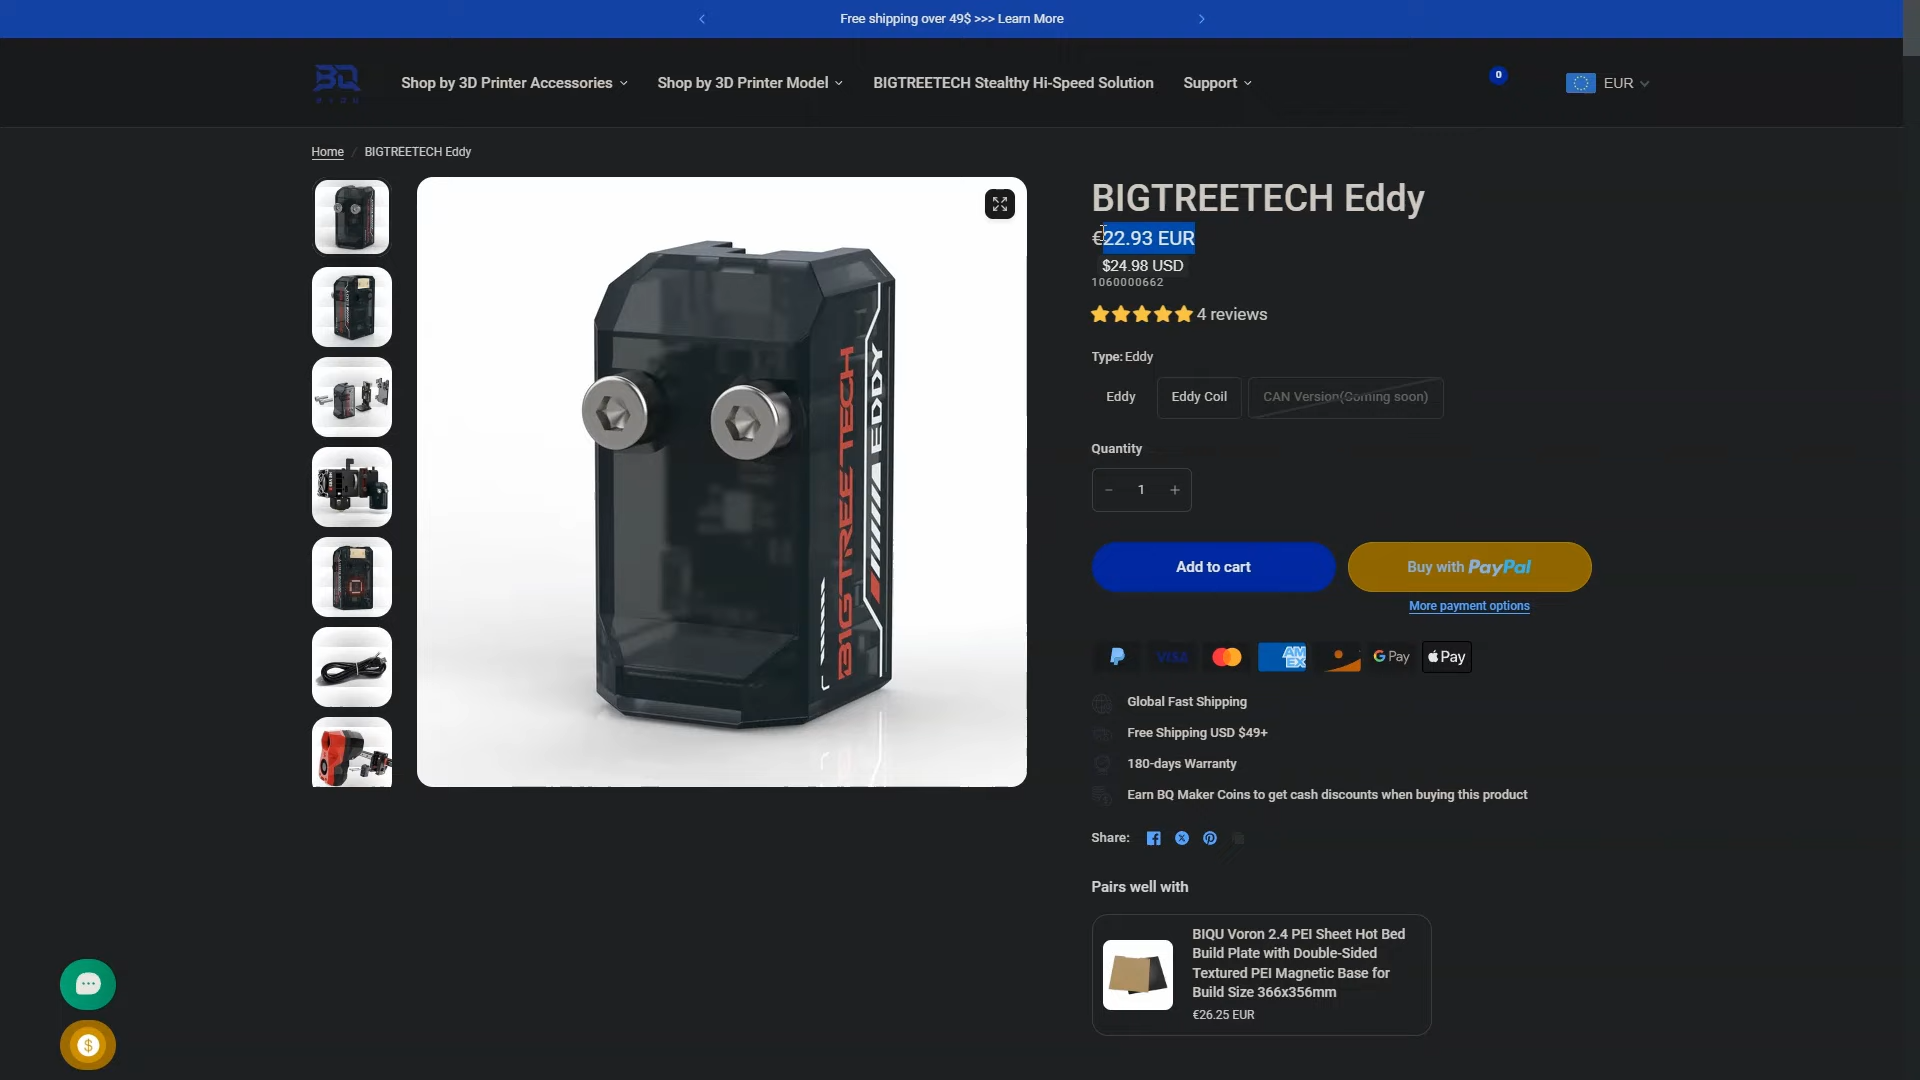 Free shipping over 49$ >>> Learn More
BQ
BIQU
Shop by 3D Printer Accessories
Shop by 3D Printer Model
BIGTREETECH Stealthy Hi-Speed Solution
Support
0
EUR
Home / BIGTREETECH Eddy
BIGTREETECH
EDDY
BIGTREETECH Eddy
€22.93 EUR
$24.98 USD
1060000662
4 reviews
Type: Eddy
Eddy
Eddy Coil
CAN Version(Coming soon)
Quantity
− 1 +
Add to cart
Buy with PayPal
More payment options
VISA
AM
EX
G Pay
Pay
Global Fast Shipping
Free Shipping USD $49+
180-days Warranty
Earn BQ Maker Coins to get cash discounts when buying this product
Share:
Pairs well with
BIQU Voron 2.4 PEI Sheet Hot Bed
Build Plate with Double-Sided
Textured PEI Magnetic Base for
Build Size 366x356mm
€26.25 EUR